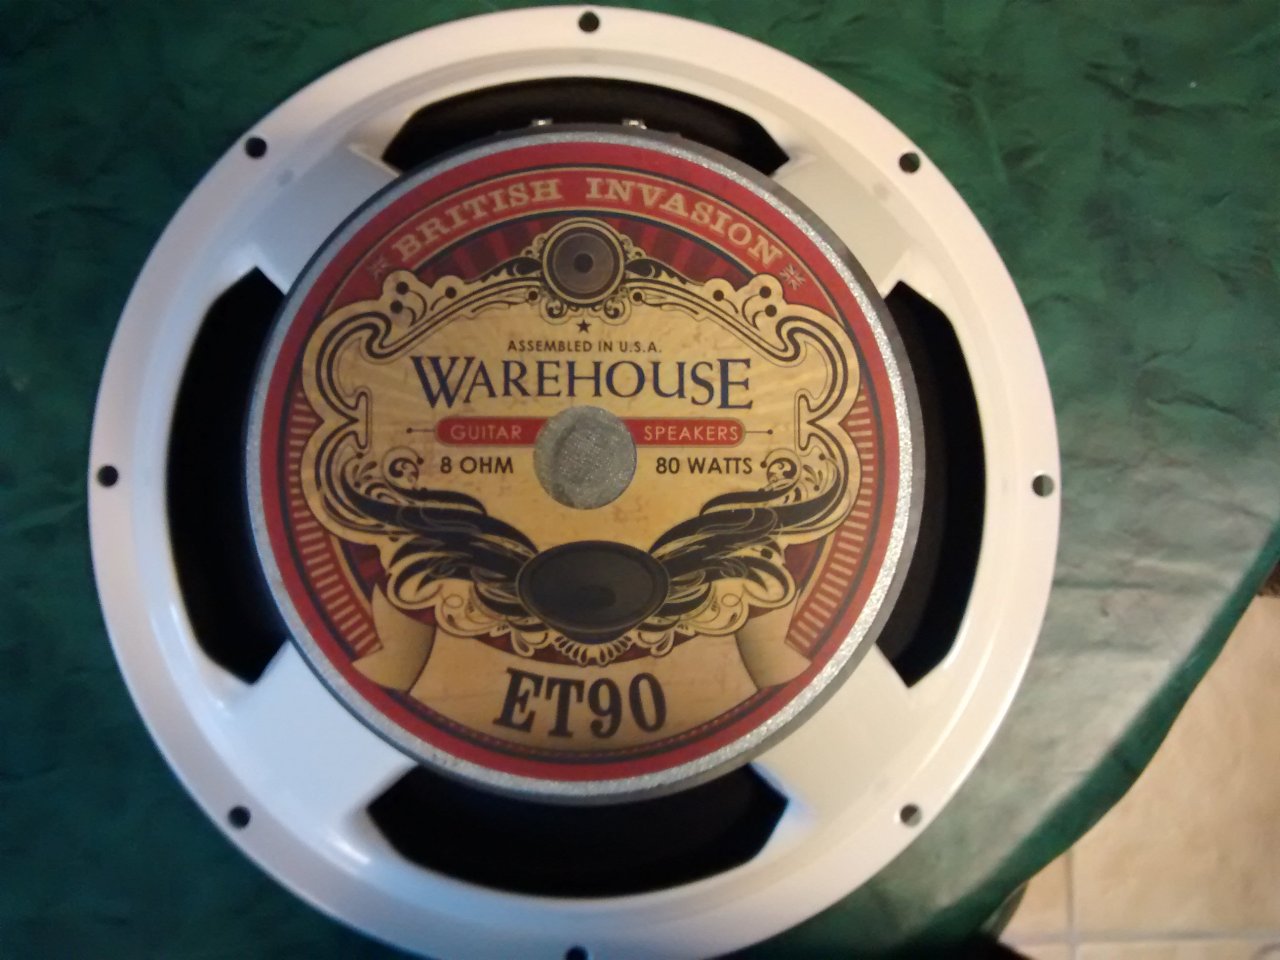 BRITISH INVASION
ASSEMBLED IN U.S.A.
WAREHOUSE
GUITAR SPEAKERS
8 OHM 80 WATTS
ET90